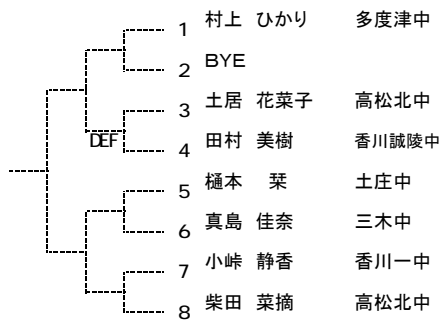 1 村上 ひかり 多度津中
2 BYE
3 土居 花菜子 高松北中
DEF
4 田村 美樹 香川誠陵中
5 樋本 栞 土庄中
6 真島 佳奈 三木中
7 小峠 静香 香川一中
8 柴田 菜摘 高松北中